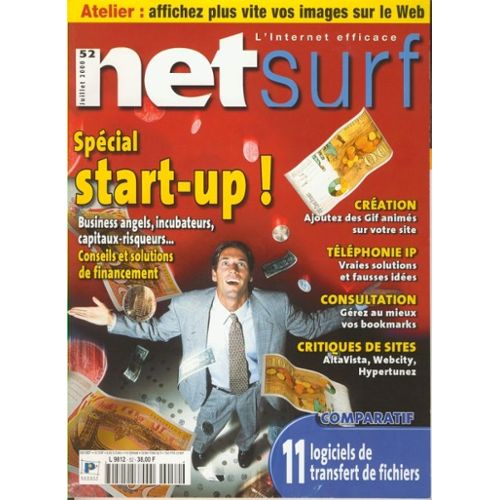 Atelier : affichez plus vite vos images sur le Web
L'Internet efficace
52
Juillet 2000
netsurf
Spécial
start-up !
Business angels, incubateurs,
capitaux-risqueurs...
Conseils et solutions
de financement
CRÉATION
Ajoutez des Gif animés
sur votre site
TÉLÉPHONIE IP
Vraies solutions
et fausses idées
CONSULTATION
Gérez au mieux
vos bookmarks
CRITIQUES DE SITES
AltaVista, Webcity,
Hypertunez
COMPARATIF
11 logiciels de
transfert de fichiers
L 9812 - 52 - 38,00 F
P